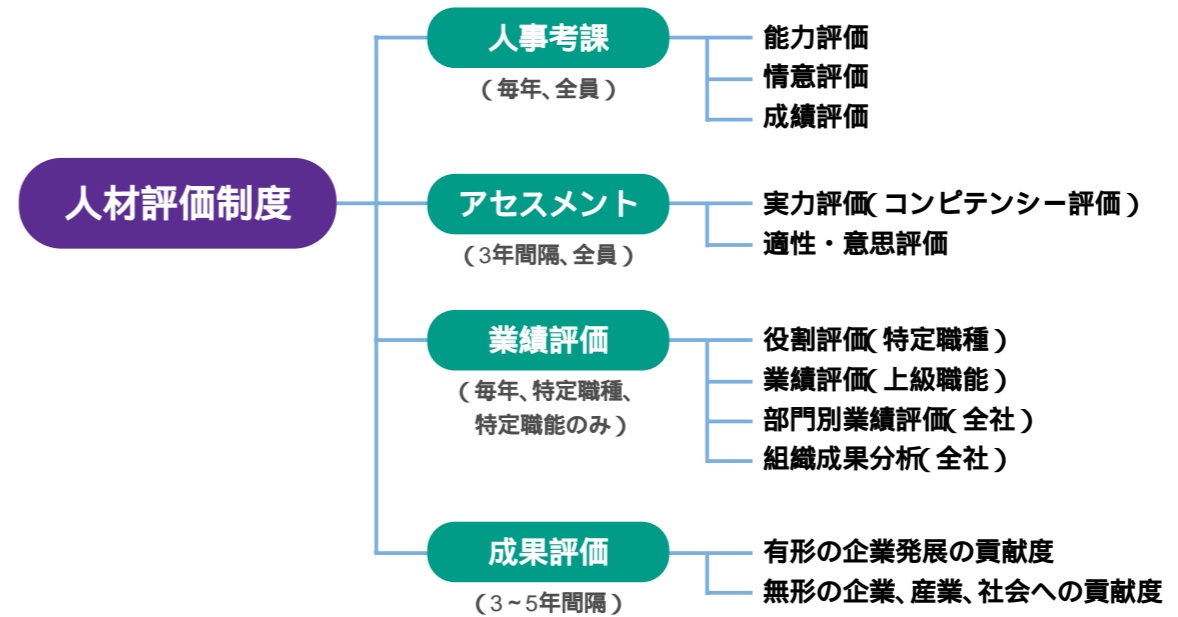 人材評価制度
人事考課
(毎年、全員)
能力評価
情意評価
成績評価
アセスメント
(3年間隔、全員)
実力評価(コンピテンシー評価)
適性・意思評価
業績評価
(毎年、特定職種、
特定職能のみ)
役割評価(特定職種)
業績評価(上級職能)
部門別業績評価(全社)
組織成果分析(全社)
成果評価
(3~5年間隔)
有形の企業発展の貢献度
無形の企業、産業、社会への貢献度